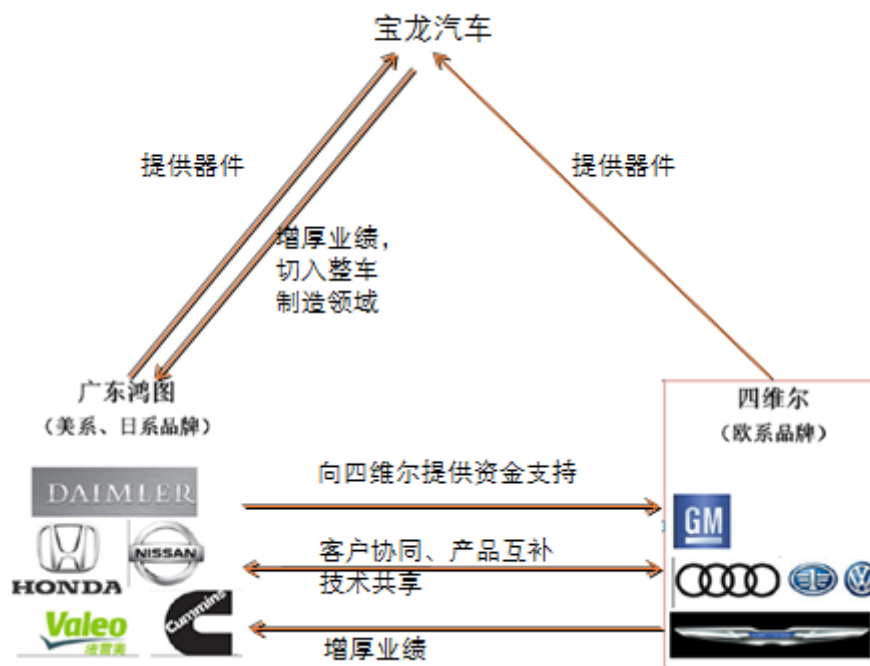 宝龙汽车
提供器件
提供器件
增厚业绩，
切入整车
制造领域
广东鸿图
（美系、日系品牌）
四维尔
（欧系品牌）
DAIMLER
向四维尔提供资金支持
GM
HONDA
NISSAN
客户协同、产品互补
技术共享
Valeo
法雷奥
Cummins
增厚业绩